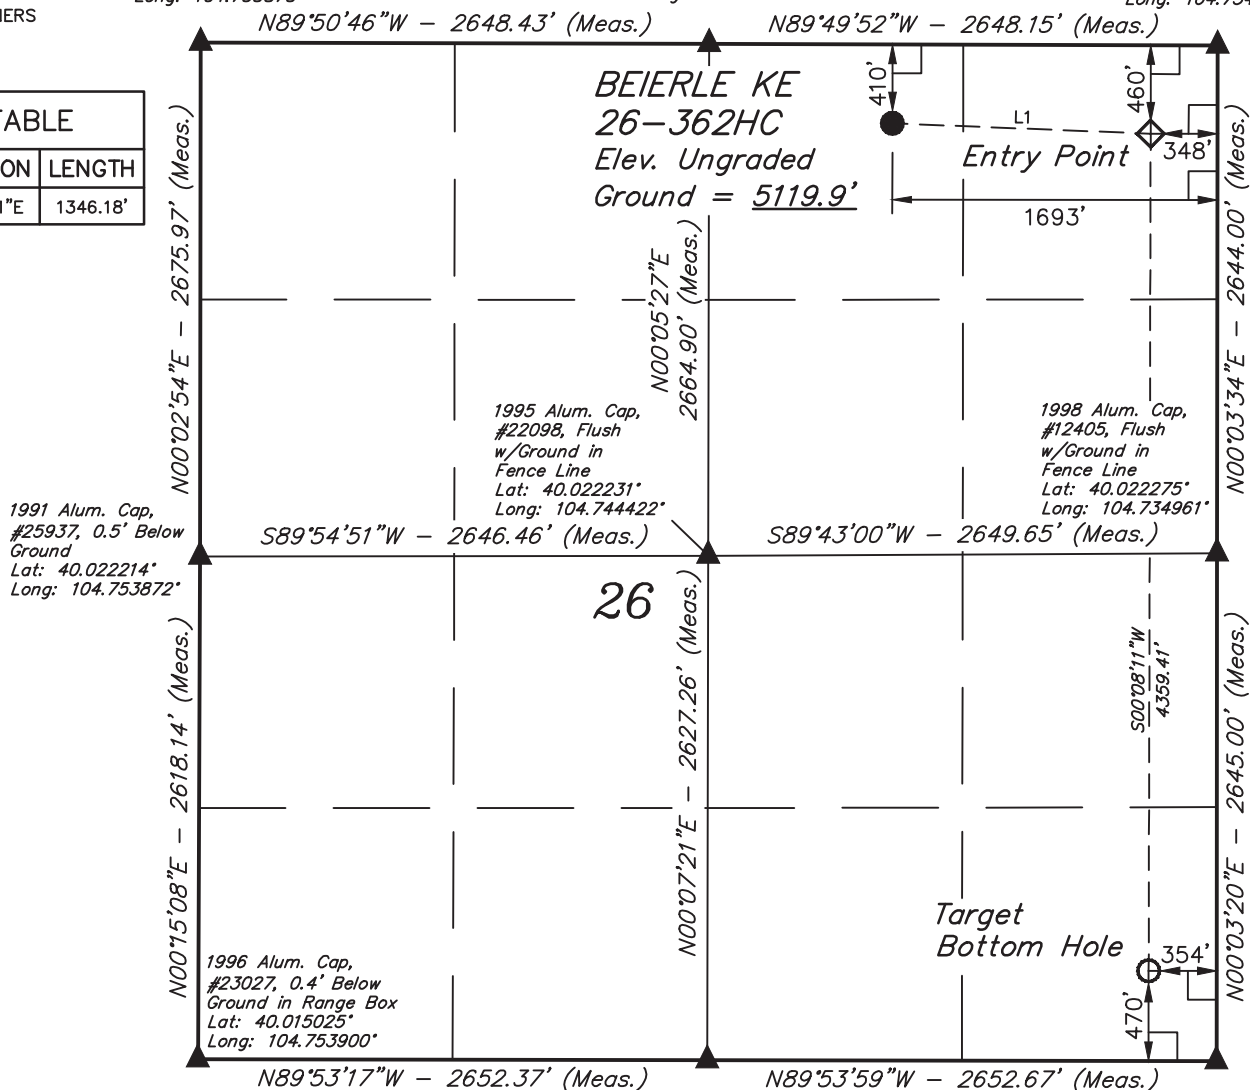 IERS
N89°50'46"W - 2648.43' (Meas.)
N89°49'52"W - 2648.15' (Meas.)
TABLE
ON LENGTH
1"E 1346.18'
BEIERLE KE
26-362HC
Elev. Ungraded
Ground = 5119.9'
410'
460'
L1
Entry Point
348'
1693'
N00°02'54"E - 2675.97' (Meas.)
N00°05'27"E
2664.90' (Meas.)
N00°03'34"E - 2644.00' (Meas.)
1995 Alum. Cap,
#22098, Flush
w/Ground in
Fence Line
Lat: 40.022231°
Long: 104.744422°
1998 Alum. Cap,
#12405, Flush
w/Ground in
Fence Line
Lat: 40.022275°
Long: 104.734961°
1991 Alum. Cap,
#25937, 0.5' Below
Ground
Lat: 40.022214°
Long: 104.753872°
S89°54'51"W - 2646.46' (Meas.)
S89°43'00"W - 2649.65' (Meas.)
26
N00°15'08"E - 2618.14' (Meas.)
N00°07'21"E - 2627.26' (Meas.)
S00°08'11"W
4359.41'
N00°03'20"E - 2645.00' (Meas.)
Target
Bottom Hole
354'
470'
1996 Alum. Cap,
#23027, 0.4' Below
Ground in Range Box
Lat: 40.015025°
Long: 104.753900°
N89°53'17"W - 2652.37' (Meas.)
N89°53'59"W - 2652.67' (Meas.)